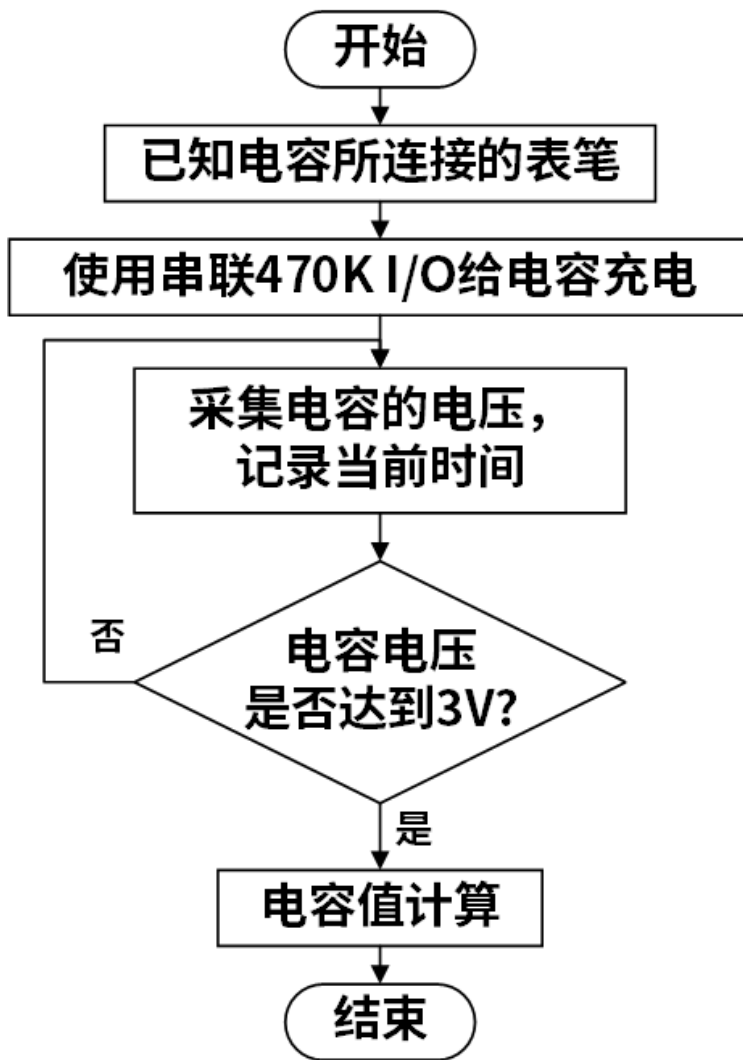 开始
已知电容所连接的表笔
使用串联470K I/O给电容充电
采集电容的电压，
记录当前时间
否
电容电压
是否达到3V?
是
电容值计算
结束